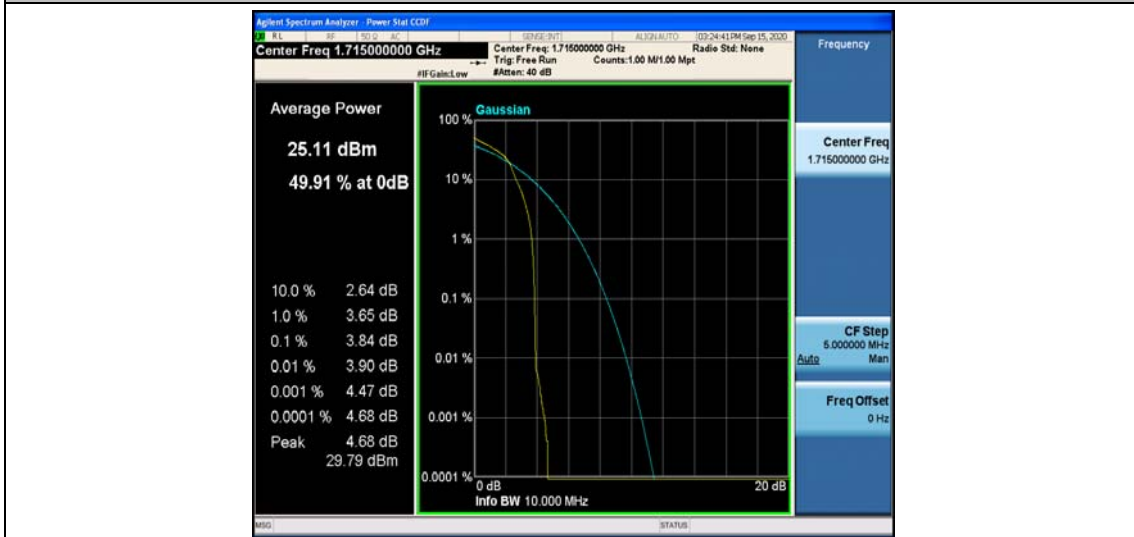 Agilent Spectrum Analyzer - Power Stat CCDF
RL RF 50 Ω AC SENSE:INT ALIGN AUTO 03:24:41 PM Sep 15, 2020
Center Freq 1.715000000 GHz
Center Freq: 1.715000000 GHz Radio Std: None
Trig: Free Run Counts:1.00 M/1.00 Mpt
#IFGain:Low #Atten: 40 dB
Frequency
Average Power
25.11 dBm
49.91 % at 0dB
10.0 % 2.64 dB
1.0 % 3.65 dB
0.1 % 3.84 dB
0.01 % 3.90 dB
0.001 % 4.47 dB
0.0001 % 4.68 dB
Peak 4.68 dB
29.79 dBm
Gaussian
100 %
10 %
1 %
0.1 %
0.01 %
0.001 %
0.0001 %
0 dB 20 dB
Info BW 10.000 MHz
Center Freq
1.715000000 GHz
CF Step
5.000000 MHz
Auto Man
Freq Offset
0 Hz
MSG STATUS